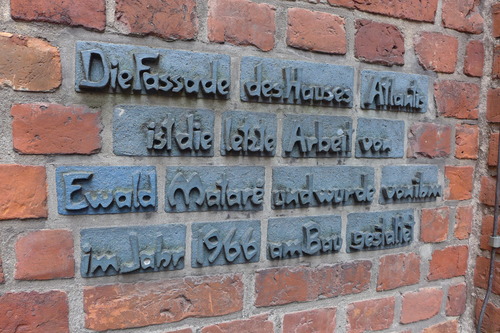 Die Fassade des Hauses Atlantis
ist die letzte Arbeit von
Ewald Mataré und wurde von ihm
im Jahr 1966 am Bau gestaltet